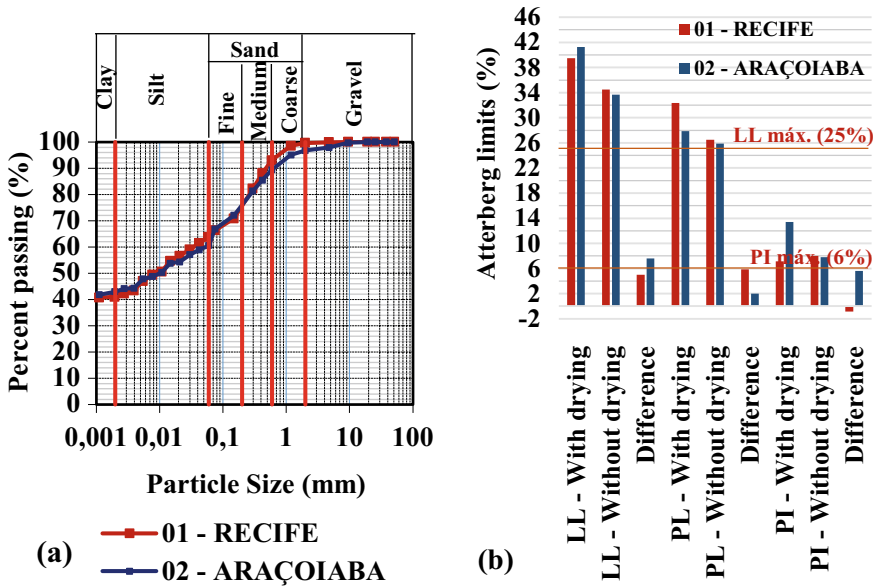 Sand
Clay
Silt
Fine
Medium
Coarse
Gravel
Percent passing (%)
100
90
80
70
60
50
40
30
20
10
0
0,001 0,01 0,1 1 10 100
Particle Size (mm)
01 - RECIFE
02 - ARAÇOIABA
(a)
01 - RECIFE
02 - ARAÇOIABA
LL máx. (25%)
PI máx. (6%)
Atterberg limits (%)
42
38
34
30
26
22
18
14
10
6
2
-2
LL - With drying
LL - Without drying
Difference
PL - With drying
PL - Without drying
Difference
PI - With drying
PI - Without drying
Difference
(b)